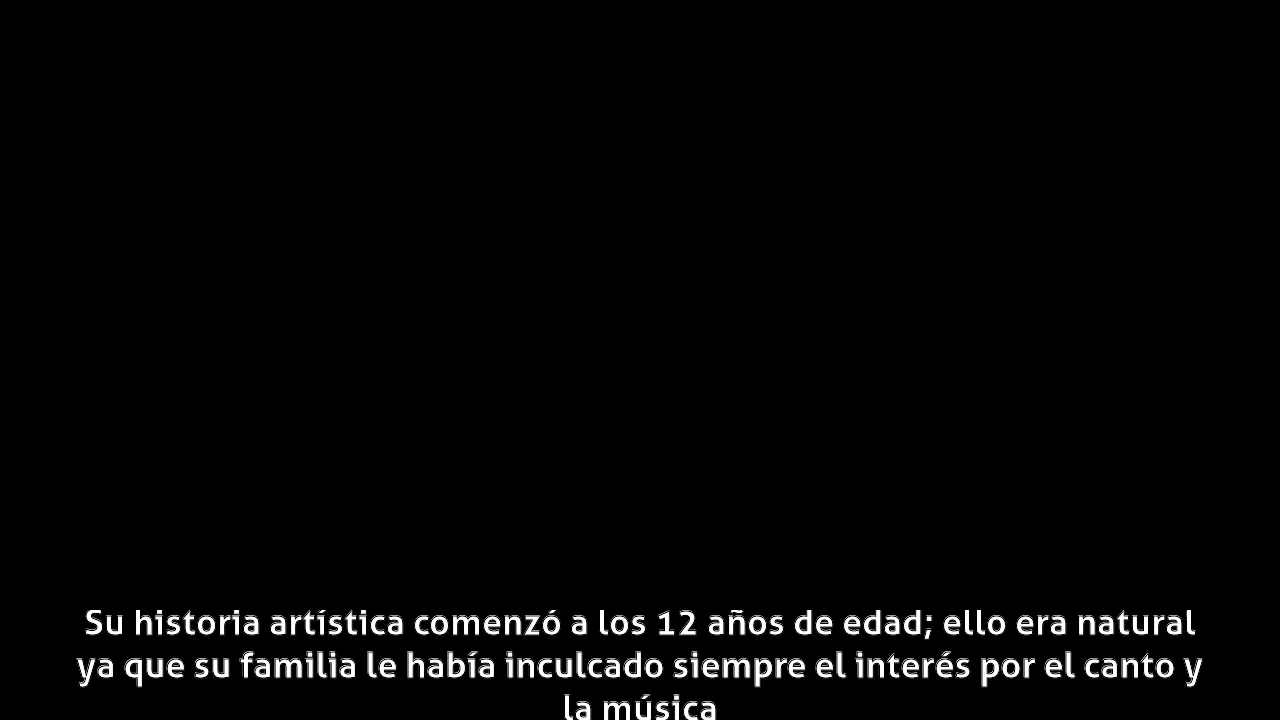 Su historia artística comenzó a los 12 años de edad; ello era natural
ya que su familia le había inculcado siempre el interés por el canto y
la música